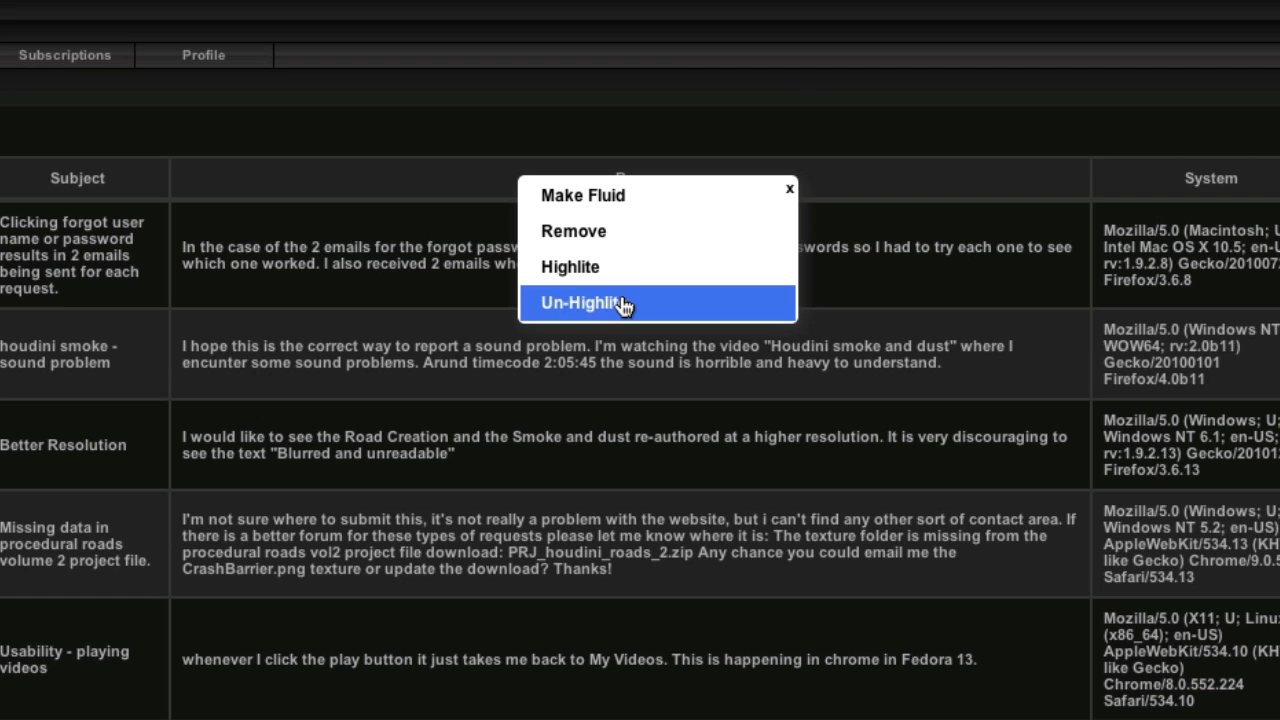 Subscriptions
Profile
Subject
System
Make Fluid
x
Remove
Highlite
Un-Highlite
Clicking forgot user
name or password
results in 2 emails
being sent for each
request.
In the case of the 2 emails for the forgot
swords so I had to try each one to see
which one worked. I also received 2 emails
Mozilla/5.0 (Macintosh; U
Intel Mac OS X 10.5; en-U
rv:1.9.2.8) Gecko/2010072
Firefox/3.6.8
houdini smoke -
sound problem
I hope this is the correct way to report a sound problem. I'm watching the video "Houdini smoke and dust" where I
encunter some sound problems. Arund timecode 2:05:45 the sound is horrible and heavy to understand.
Mozilla/5.0 (Windows NT
WOW64; rv:2.0b11)
Gecko/20100101
Firefox/4.0b11
Better Resolution
I would like to see the Road Creation and the Smoke and dust re-authored at a higher resolution. It is very discouraging to
see the text "Blurred and unreadable"
Mozilla/5.0 (Windows; U;
Windows NT 6.1; en-US;
rv:1.9.2.13) Gecko/201012
Firefox/3.6.13
Missing data in
procedural roads
volume 2 project file.
I'm not sure where to submit this, it's not really a problem with the website, but i can't find any other sort of contact area. If
there is a better forum for these types of requests please let me know where it is: The texture folder is missing from the
procedural roads vol2 project file download: PRJ_houdini_roads_2.zip Any chance you could email me the
CrashBarrier.png texture or update the download? Thanks!
Mozilla/5.0 (Windows; U;
Windows NT 5.2; en-US)
AppleWebKit/534.13 (KH
like Gecko) Chrome/9.0.5
Safari/534.13
Usability - playing
videos
whenever I click the play button it just takes me back to My Videos. This is happening in chrome in Fedora 13.
Mozilla/5.0 (X11; U; Linu
(x86_64); en-US)
AppleWebKit/534.10 (KH
like Gecko)
Chrome/8.0.552.224
Safari/534.10